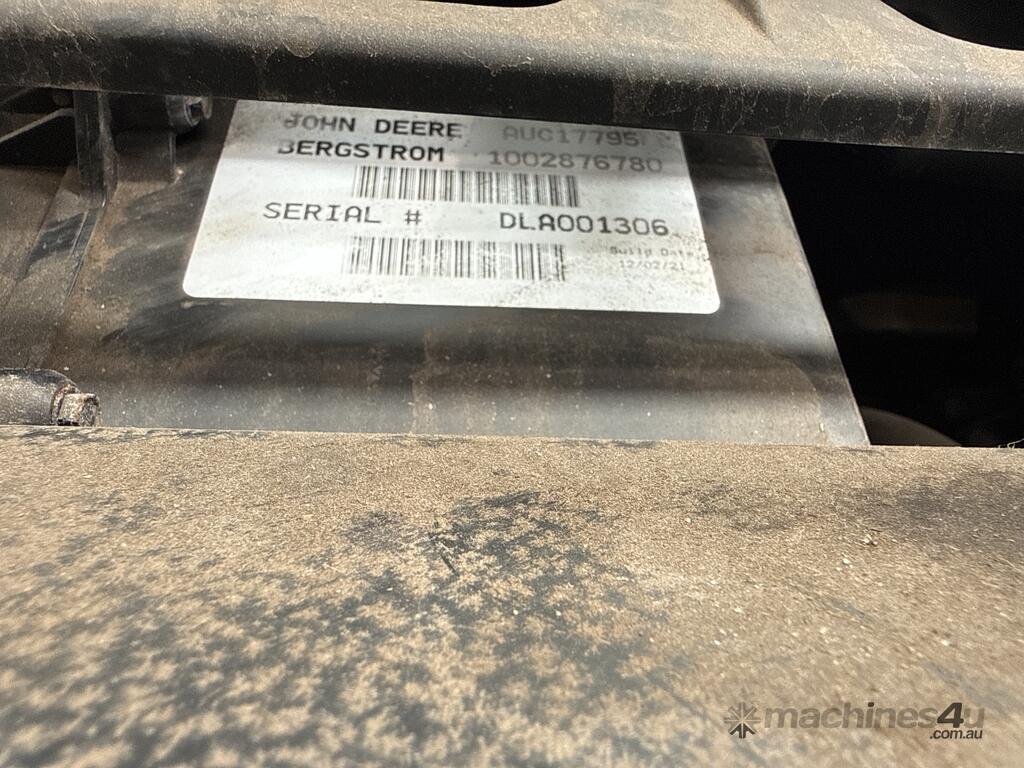 JOHN DEERE AUC17795
BERGSTROM 1002876780
SERIAL # DLA001306
Build Date
12/02/21
machines4u
.com.au